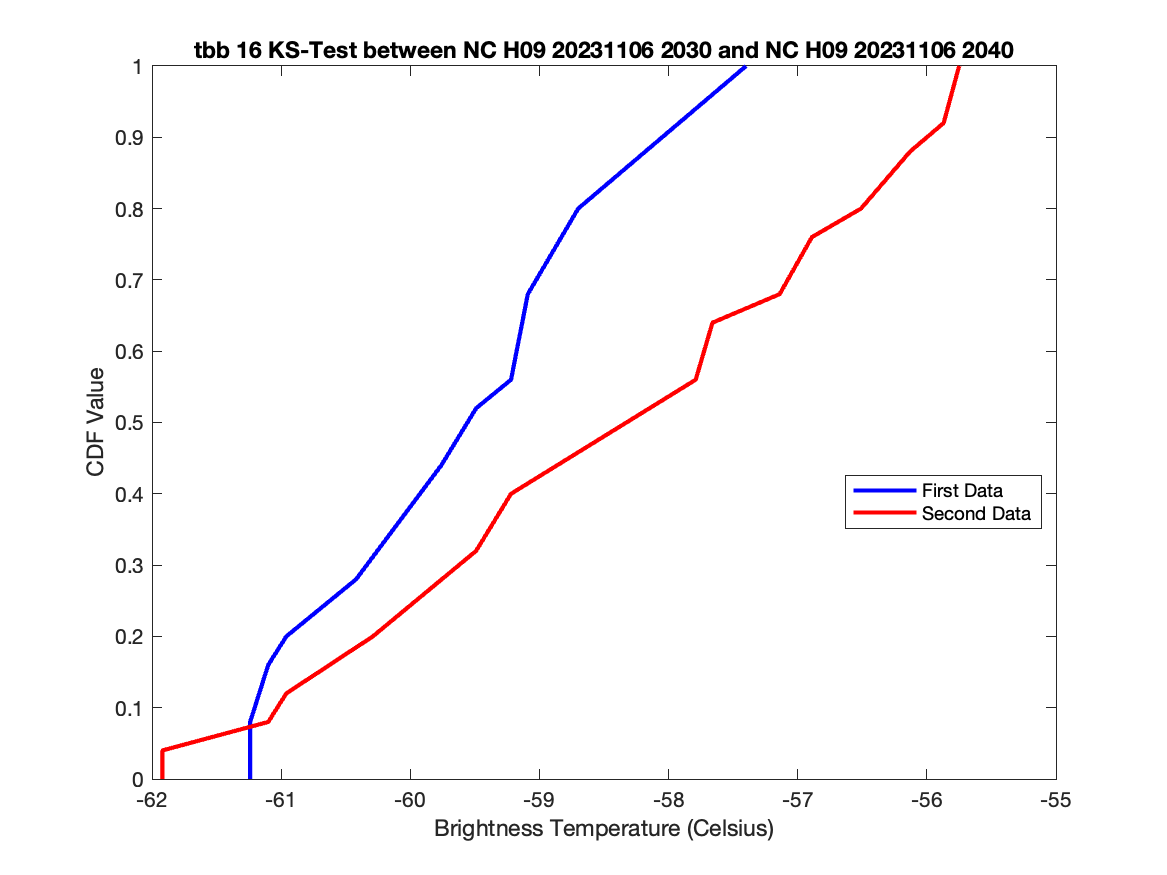 tbb 16 KS-Test between NC H09 20231106 2030 and NC H09 20231106 2040
1
0.9
0.8
0.7
0.6
0.5
0.4
0.3
0.2
0.1
0
CDF Value
First Data
Second Data
-62 -61 -60 -59 -58 -57 -56 -55
Brightness Temperature (Celsius)